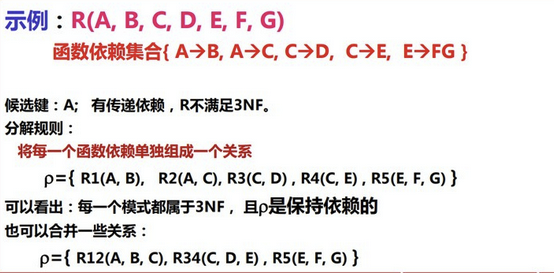 示例：R(A, B, C, D, E, F, G)
函数依赖集合{ A→B, A→C, C→D,  C→E,  E→FG }
候选键：A;   有传递依赖，R不满足3NF。
分解规则：
将每一个函数依赖单独组成一个关系
ρ={ R1(A, B),   R2(A, C), R3(C, D) , R4(C, E) , R5(E, F, G) }
可以看出：每一个模式都属于3NF， 且ρ是保持依赖的
也可以合并一些关系：
ρ={ R12(A, B, C), R34(C, D, E) , R5(E, F, G) }